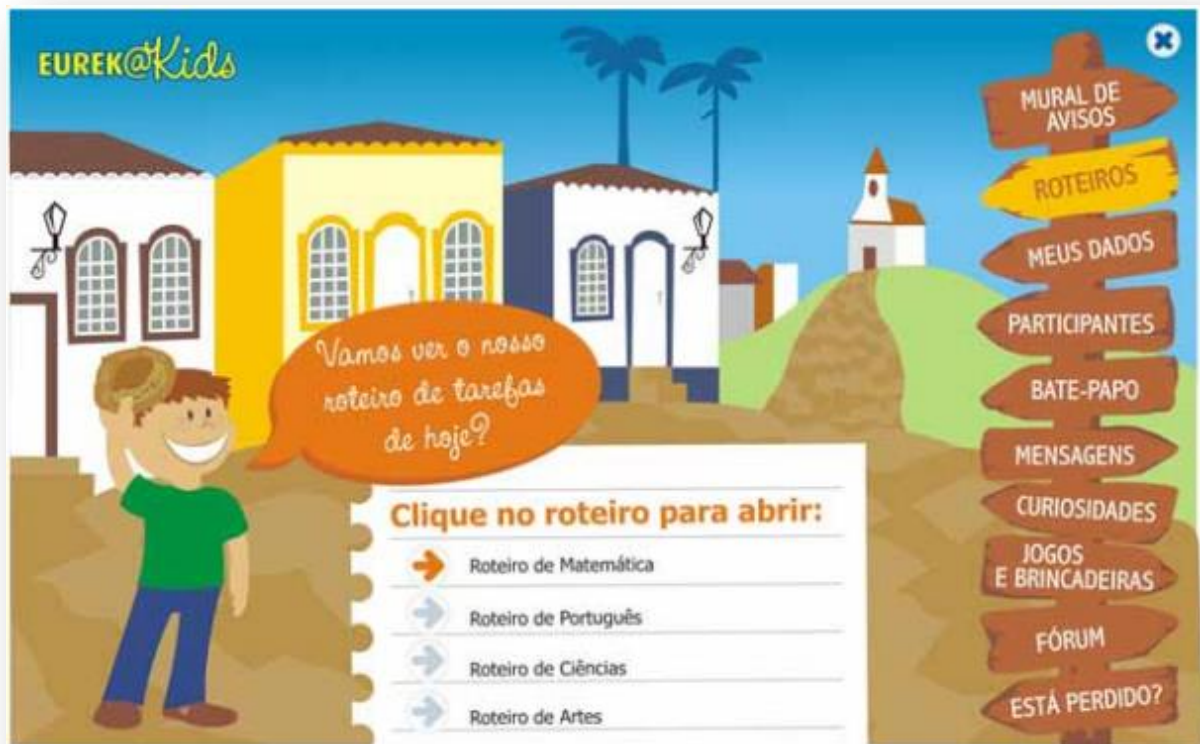 EUREK@Kids
Vamos ver o nosso
roteiro de tarefas
de hoje?
Clique no roteiro para abrir:
Roteiro de Matemática
Roteiro de Português
Roteiro de Ciências
Roteiro de Artes
MURAL DE
AVISOS
ROTEIROS
MEUS DADOS
PARTICIPANTES
BATE-PAPO
MENSAGENS
CURIOSIDADES
JOGOS
E BRINCADEIRAS
FÓRUM
ESTÁ PERDIDO?